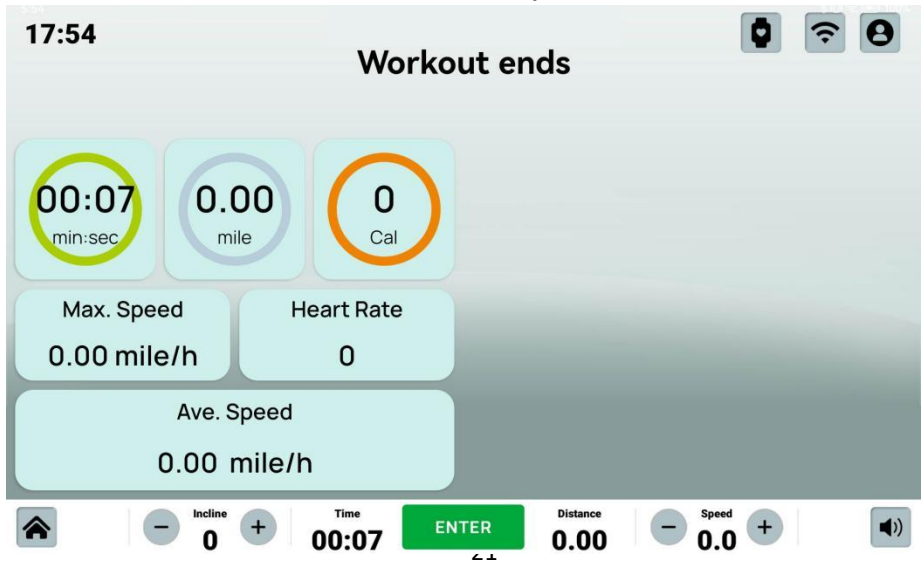 17:54
Workout ends
00:07
min:sec
0.00
mile
0
Cal
Max. Speed
0.00 mile/h
Heart Rate
0
Ave. Speed
0.00 mile/h
Incline
0
Time
00:07
ENTER
Distance
0.00
Speed
0.0